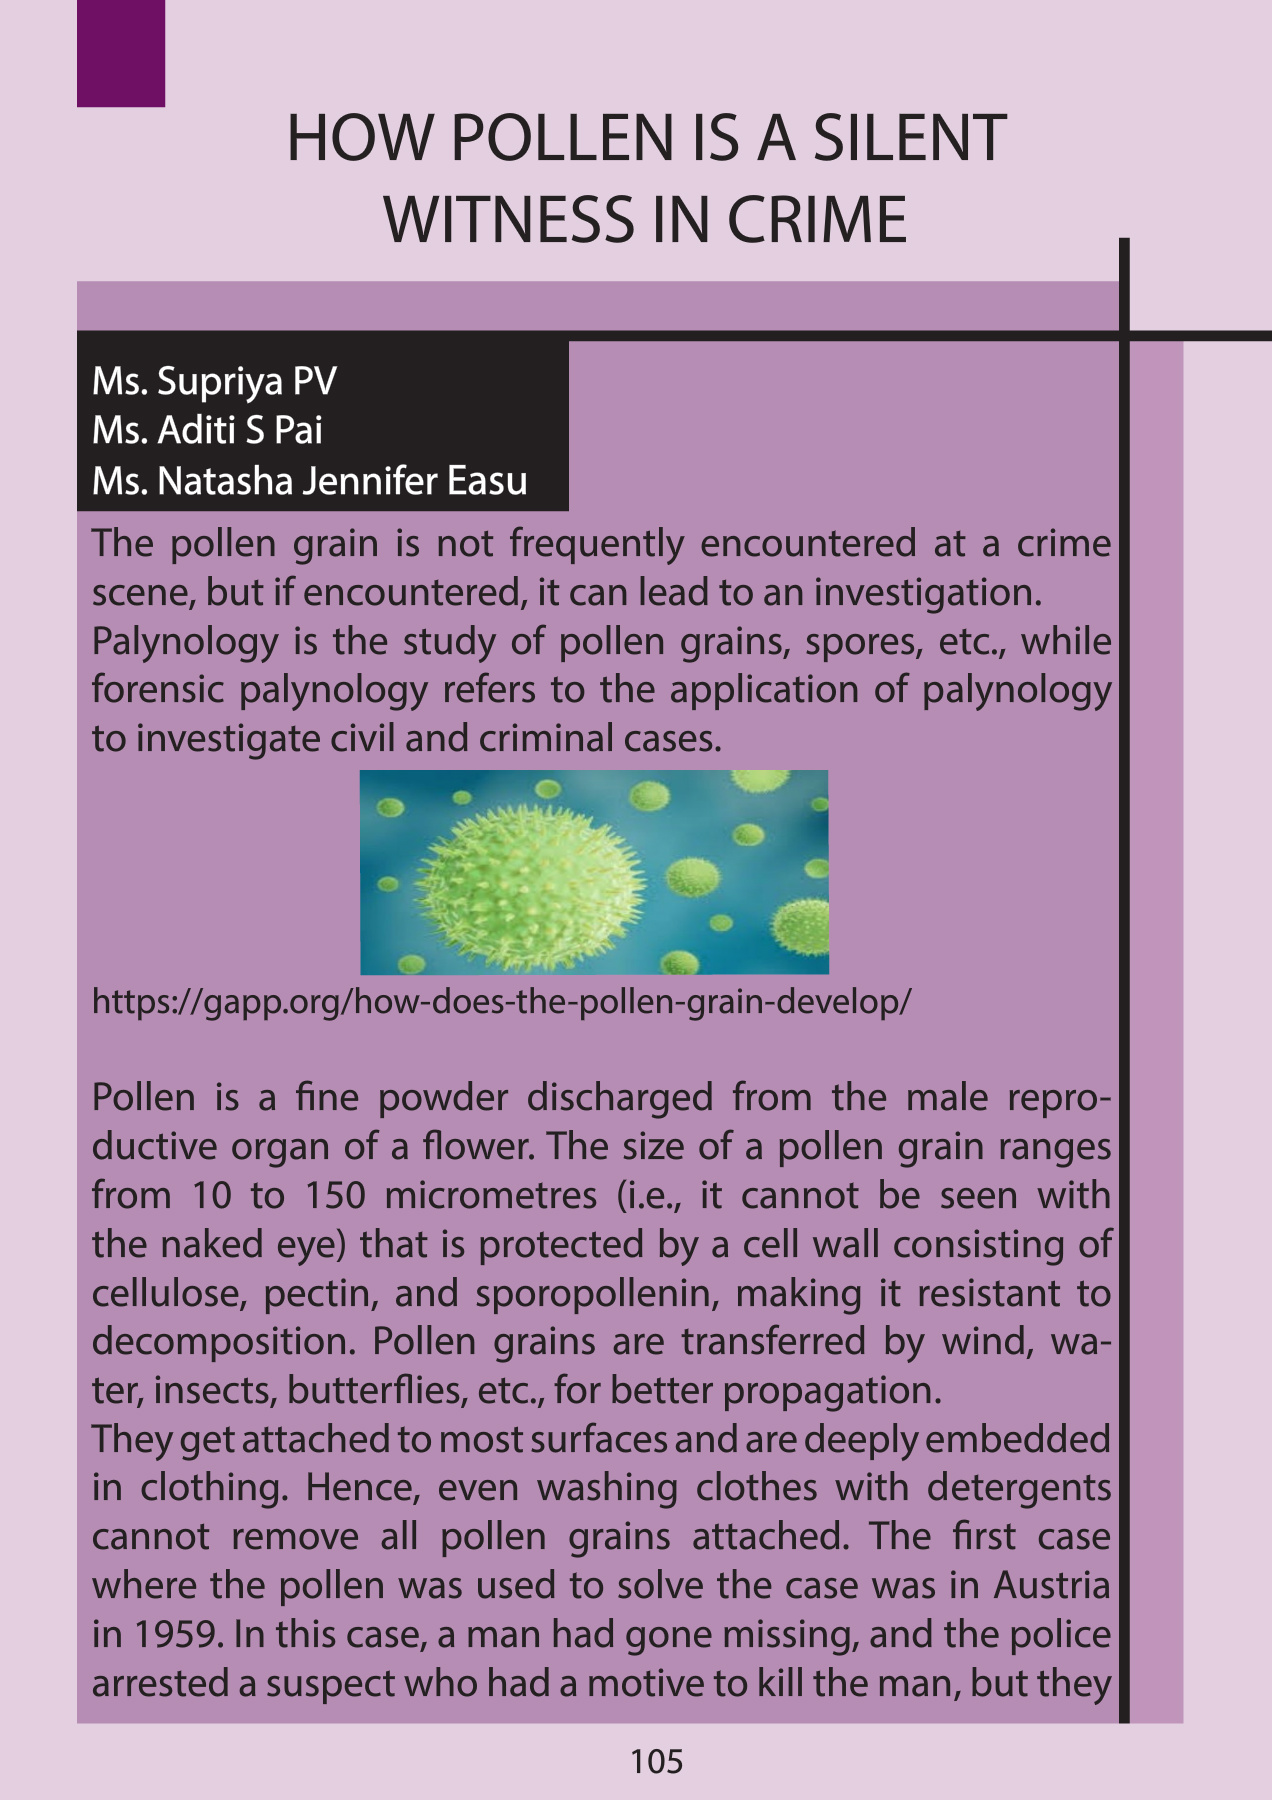 HOW POLLEN IS A SILENT
WITNESS IN CRIME
Ms. Supriya PV
Ms. Aditi S Pai
Ms. Natasha Jennifer Easu
The pollen grain is not frequently encountered at a crime
scene, but if encountered, it can lead to an investigation.
Palynology is the study of pollen grains, spores, etc., while
forensic palynology refers to the application of palynology
to investigate civil and criminal cases.
https://gapp.org/how-does-the-pollen-grain-develop/
Pollen is a fine powder discharged from the male repro-
ductive organ of a flower. The size of a pollen grain ranges
from 10 to 150 micrometres (i.e., it cannot be seen with
the naked eye) that is protected by a cell wall consisting of
cellulose, pectin, and sporopollenin, making it resistant to
decomposition. Pollen grains are transferred by wind, wa-
ter, insects, butterflies, etc., for better propagation.
They get attached to most surfaces and are deeply embedded
in clothing. Hence, even washing clothes with detergents
cannot remove all pollen grains attached. The first case
where the pollen was used to solve the case was in Austria
in 1959. In this case, a man had gone missing, and the police
arrested a suspect who had a motive to kill the man, but they
105